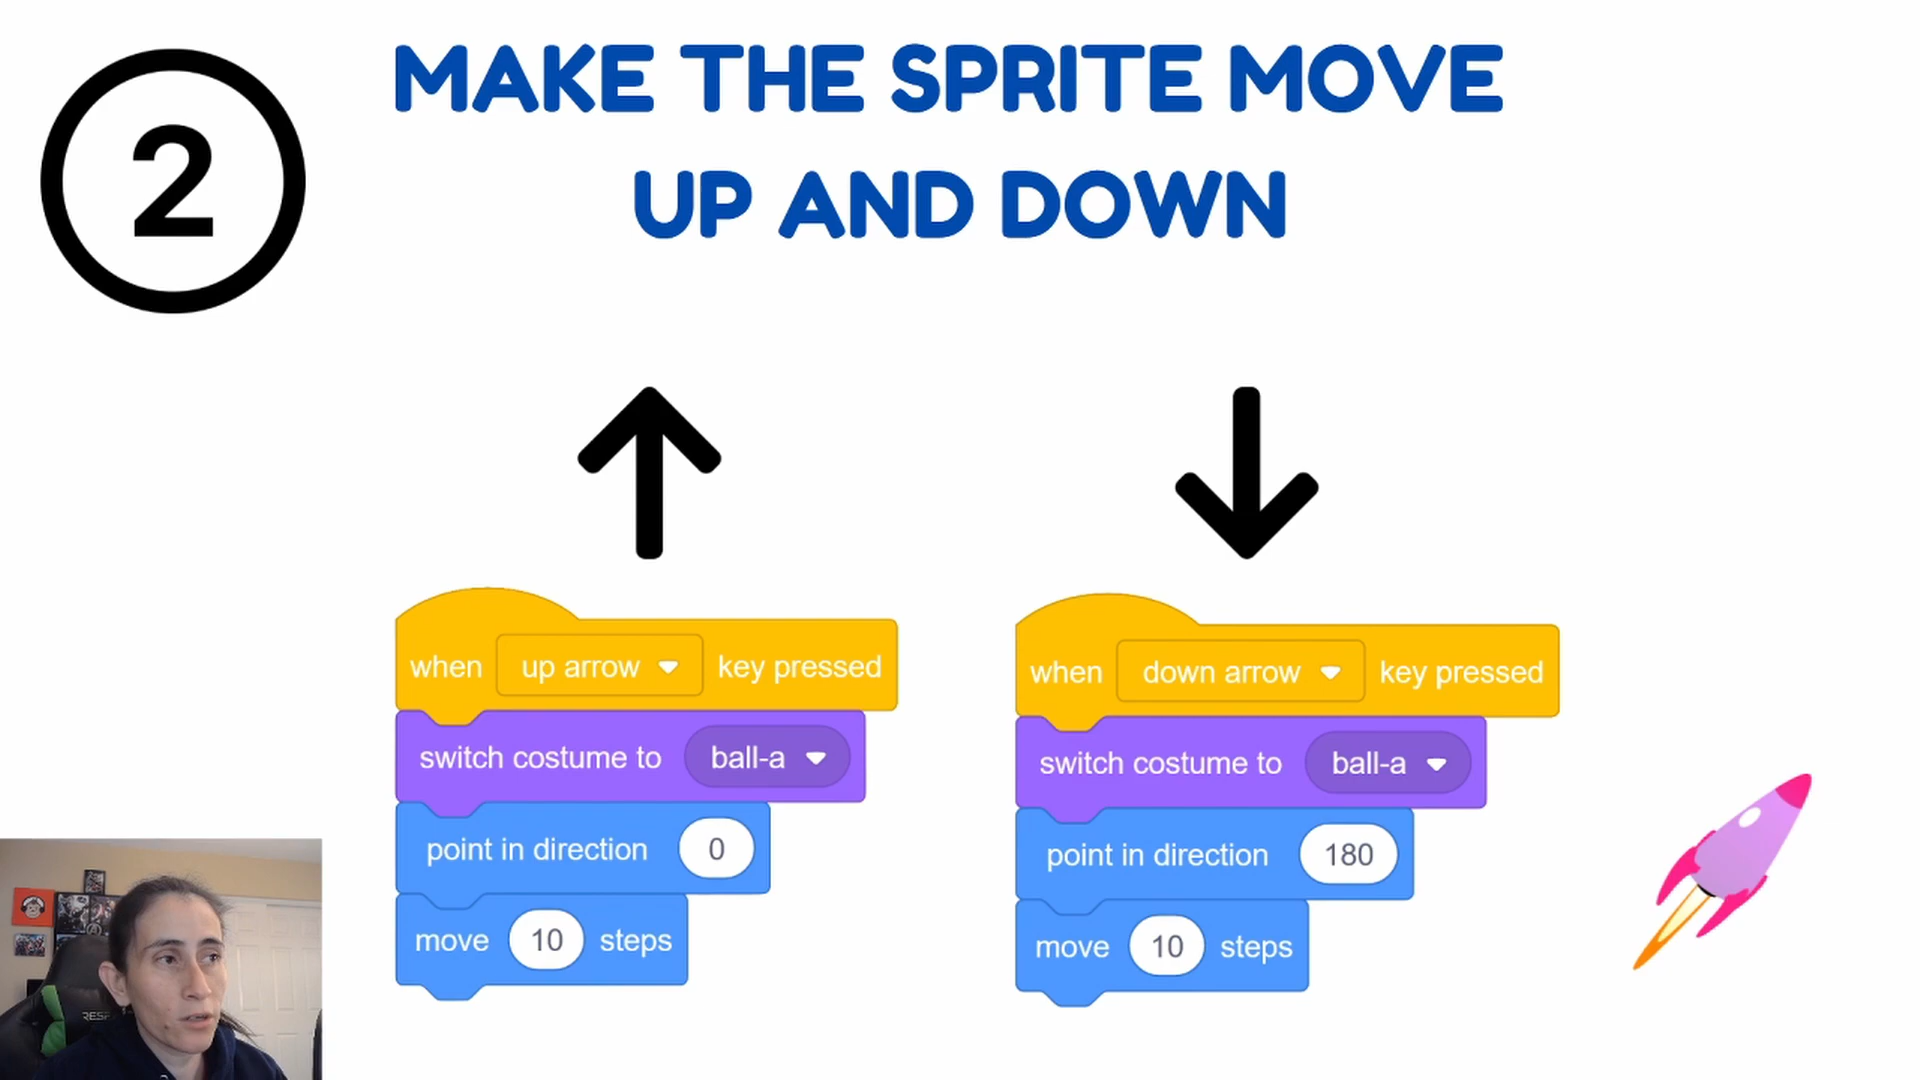 2
MAKE THE SPRITE MOVE
UP AND DOWN
when up arrow key pressed
switch costume to ball-a
point in direction 0
move 10 steps
when down arrow key pressed
switch costume to ball-a
point in direction 180
move 10 steps